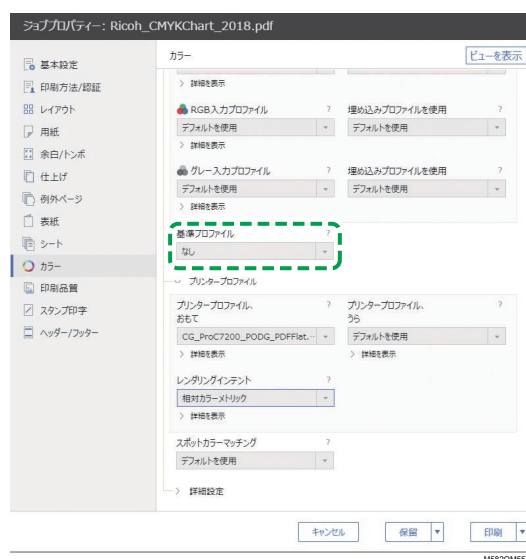 ジョブプロパティー: Ricoh_CMYKChart_2018.pdf
カラー
ビューを表示
基本設定
印刷方法/認証
レイアウト
用紙
余白/トンボ
仕上げ
例外ページ
表紙
シート
カラー
印刷品質
スタンプ印字
ヘッダー/フッター
> 詳細を表示
RGB入力プロファイル ?
埋め込みプロファイルを使用 ?
デフォルトを使用
デフォルトを使用
> 詳細を表示
グレー入力プロファイル ?
埋め込みプロファイルを使用 ?
デフォルトを使用
デフォルトを使用
> 詳細を表示
基準プロファイル ?
なし
プリンタープロファイル
プリンタープロファイル、 ?
おもて
プリンタープロファイル、 ?
うら
CG_ProC7200_PODG_PDFFlat...
デフォルトを使用
> 詳細を表示
> 詳細を表示
レンダリングインテント ?
相対カラーメトリック
> 詳細を表示
スポットカラーマッチング ?
デフォルトを使用
> 詳細設定
キャンセル
保留
印刷